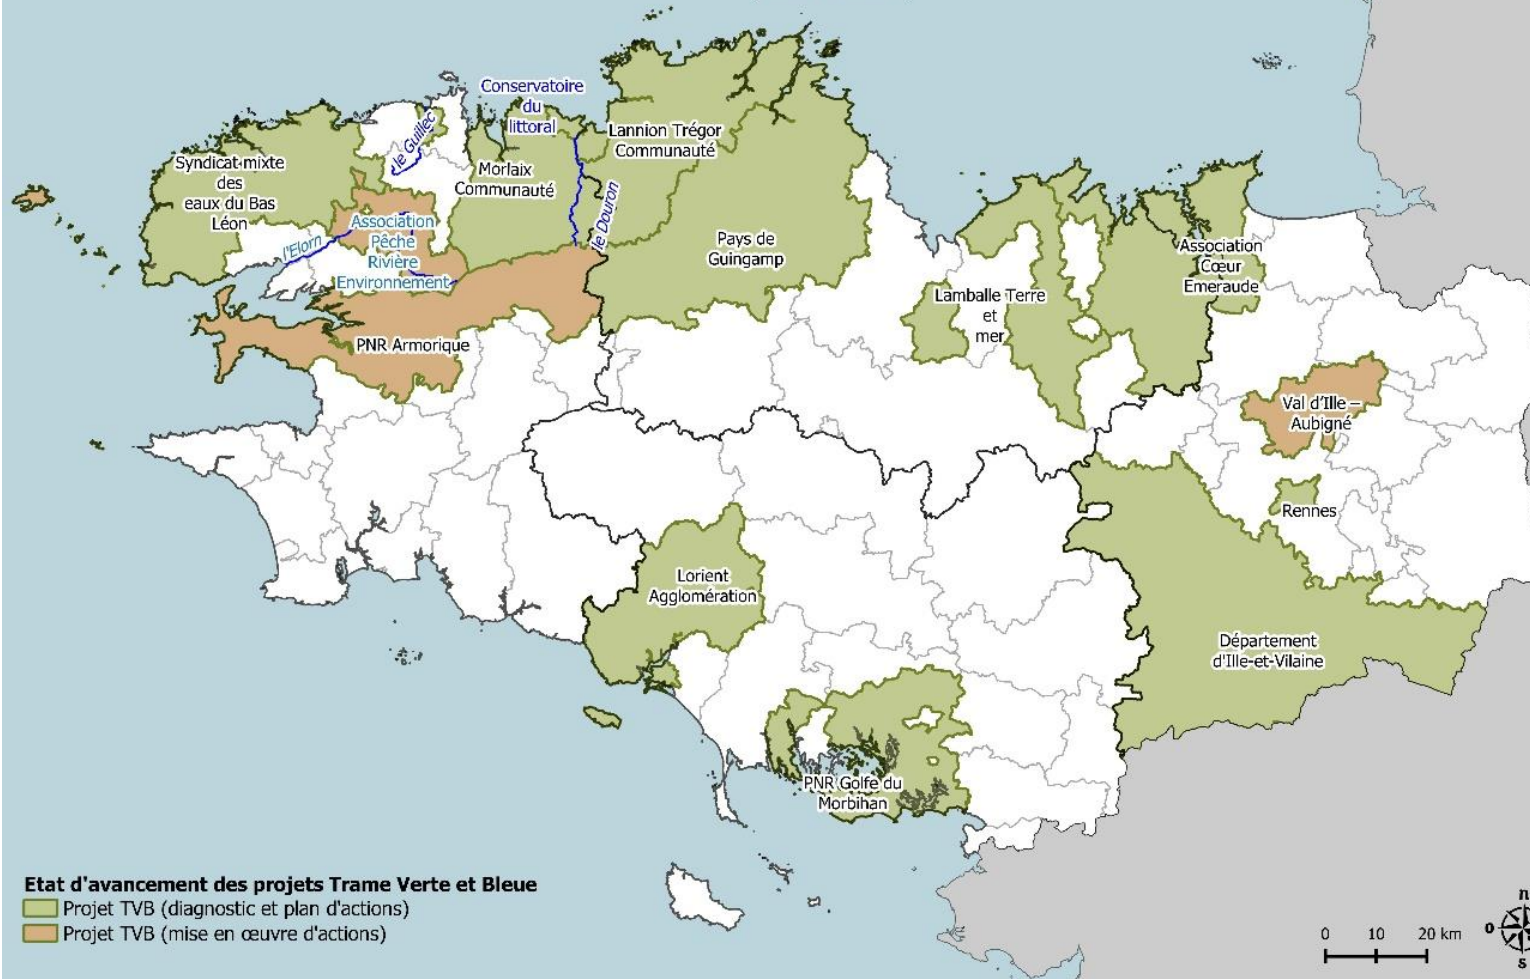 Conservatoire
du
littoral
le Guillec
Lannion Trégor
Communauté
Syndicat mixte
des
eaux du Bas
Léon
Morlaix
Communauté
le Douron
l'Elorn
Association
Pêche
Rivière
Environnement
Pays de
Guingamp
Association
Cœur
Emeraude
Lamballe Terre
et
mer
PNR Armorique
Val d'Ille –
Aubigné
Rennes
Lorient
Agglomération
Département
d'Ille-et-Vilaine
PNR Golfe du
Morbihan
Etat d'avancement des projets Trame Verte et Bleue
Projet TVB (diagnostic et plan d'actions)
Projet TVB (mise en œuvre d'actions)
0 10 20 km
n
o
s